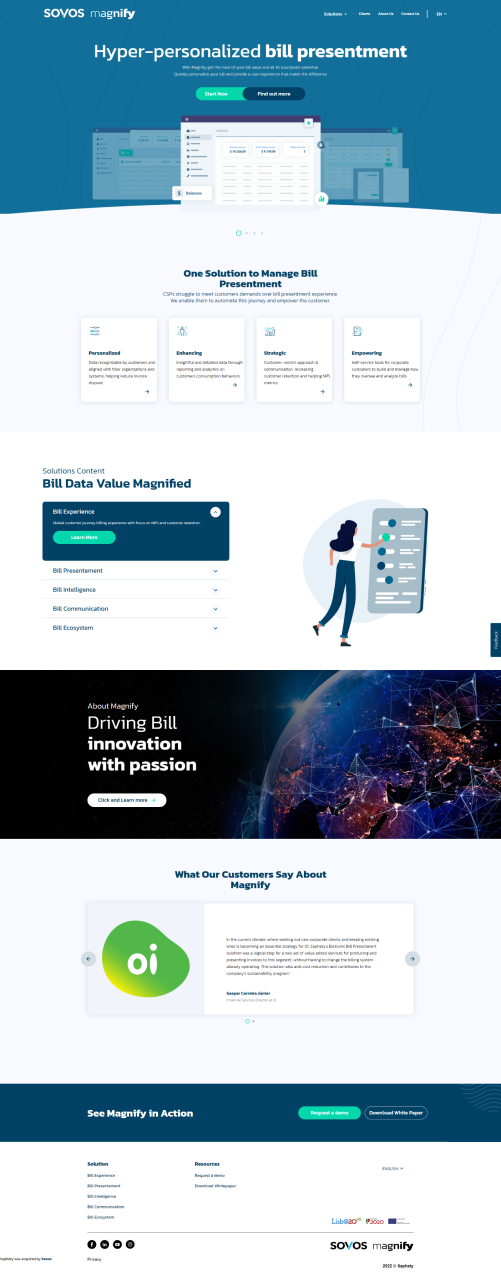 SOVOS magnify
Solutions
Clients
About Us
Contact Us
EN
Hyper-personalized bill presentment
With Magnify get the most of your bill value and all its touchpoint potential
Quickly personalise your bill and provide a user experience that makes the difference
Start Now
Find out more
Balances
One Solution to Manage Bill
Presentment
CSPs struggle to meet customers demands over bill presentment experience
We enable them to automate this journey and empower the customer
Personalized
Data recognizable by customers and
aligned with their organizations and
systems, helping reduce invoice
dispute
Enhancing
Insightful and detailed data through
reporting and analytics on
customers consumption behaviors
Strategic
Customer-centric approach &
communication, increasing
customer retention and helping NPS
metrics
Empowering
Self-service tools for corporate
customers to build and manage how
they oversee and analyze bills
Solutions Content
Bill Data Value Magnified
Bill Experience
Global customer journey billing experience with focus on NPS and customer retention
Learn More
Bill Presentement
Bill Intelligence
Bill Communication
Bill Ecosystem
Feedback
About Magnify
Driving Bill
innovation
with passion
Click and Learn more
What Our Customers Say About
Magnify
oi
In the current climate, where seeking out new corporate clients and keeping existing
ones is becoming an essential strategy for Oi, Saphety's Electronic Bill Presentment
solution was a logical step for a new set of value added services for producing and
presenting invoices to this segment, without having to change the billing system
already operating. This solution also aids cost reduction and contributes to the
company's sustainability program."
Gaspar Carreira Júnior
Financial Services Director at Oi
See Magnify in Action
Request a demo
Download White Paper
Solution
Bill Experience
Bill Presentement
Bill Intelligence
Bill Communication
Bill Ecosystem
Resources
Request a demo
Download Whitepaper
ENGLISH
Lisb@20
2020
SOVOS magnify
Saphety was acquired by Sovos
Privacy
2022 © Saphety